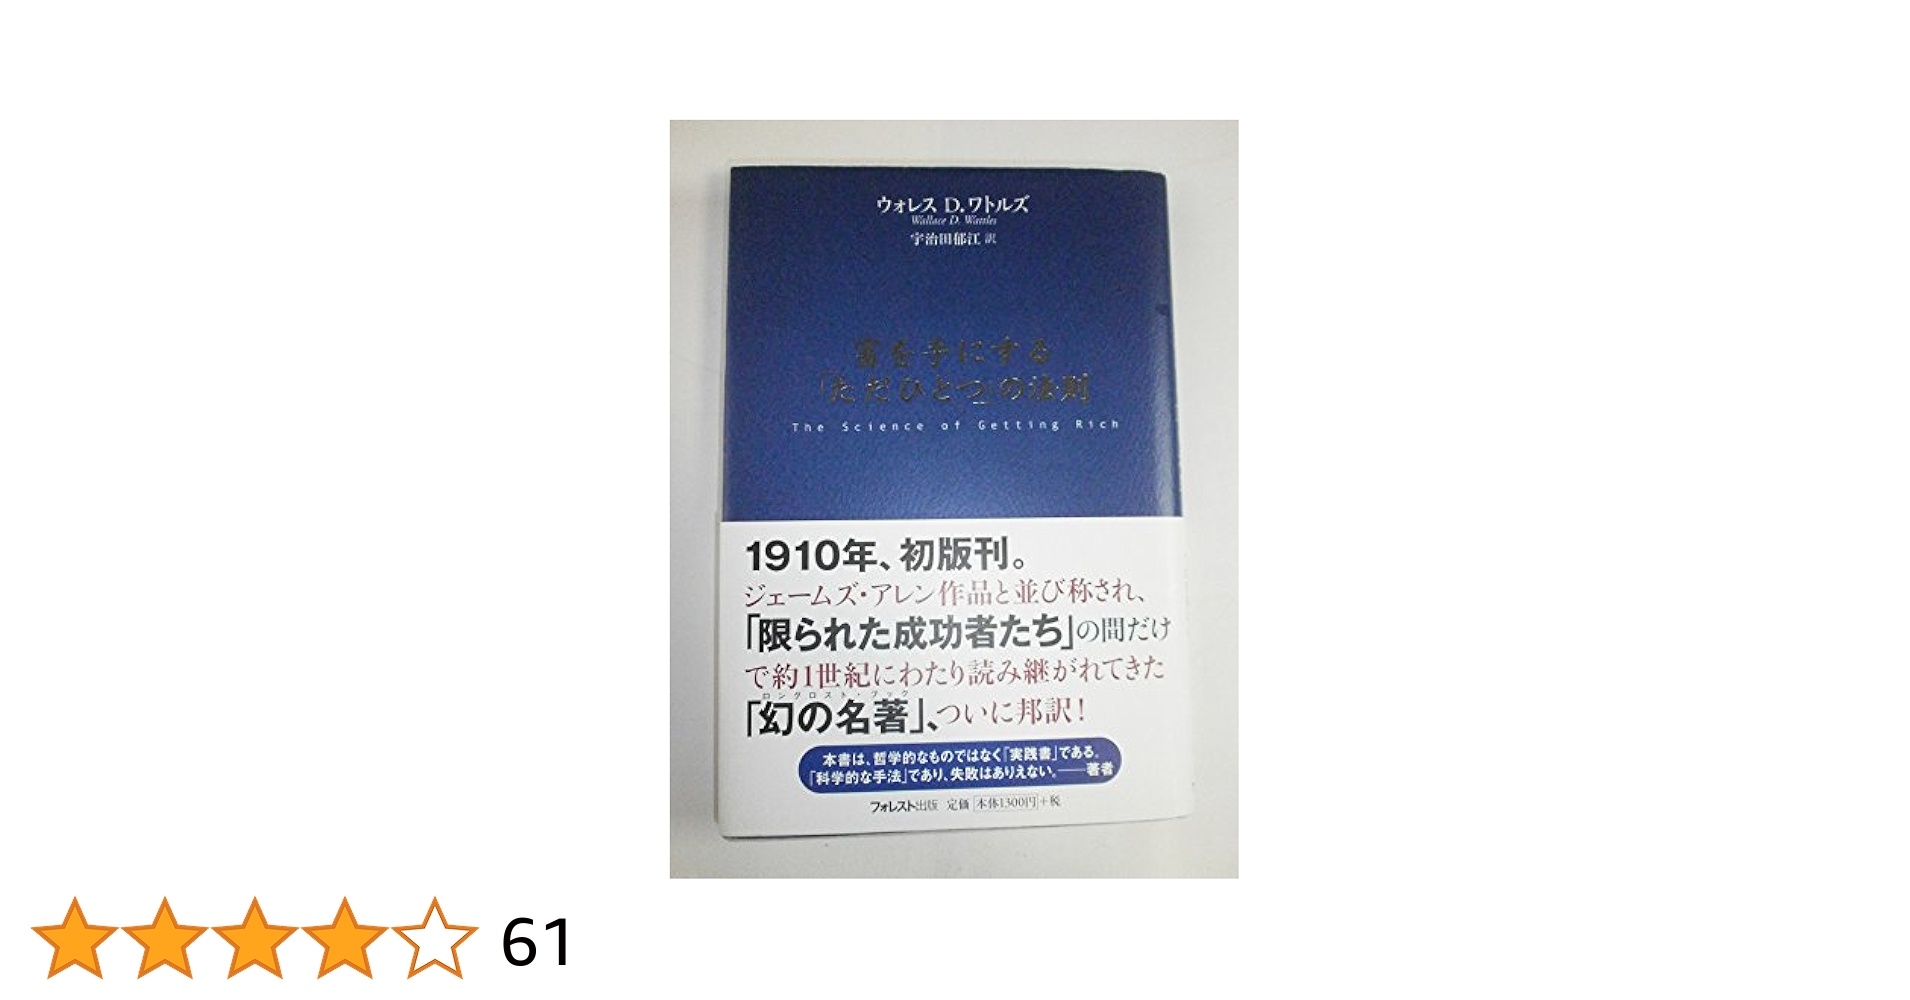 ウォレス D.ワトルズ
Wallace D. Wattles
宇治田郁江 訳
富を手にする
「ただひとつ」の法則
The Science of Getting Rich
1910年、初版刊。
ジェームズ・アレン作品と並び称され、
「限られた成功者たち」の間だけ
で約1世紀にわたり読み継がれてきた
ロングロスト・ブック
「幻の名著」、ついに邦訳!
本書は、哲学的なものではなく「実践書」である。
「科学的な手法」であり、失敗はありえない。――著者
フォレスト出版 定価 本体1300円+税
61